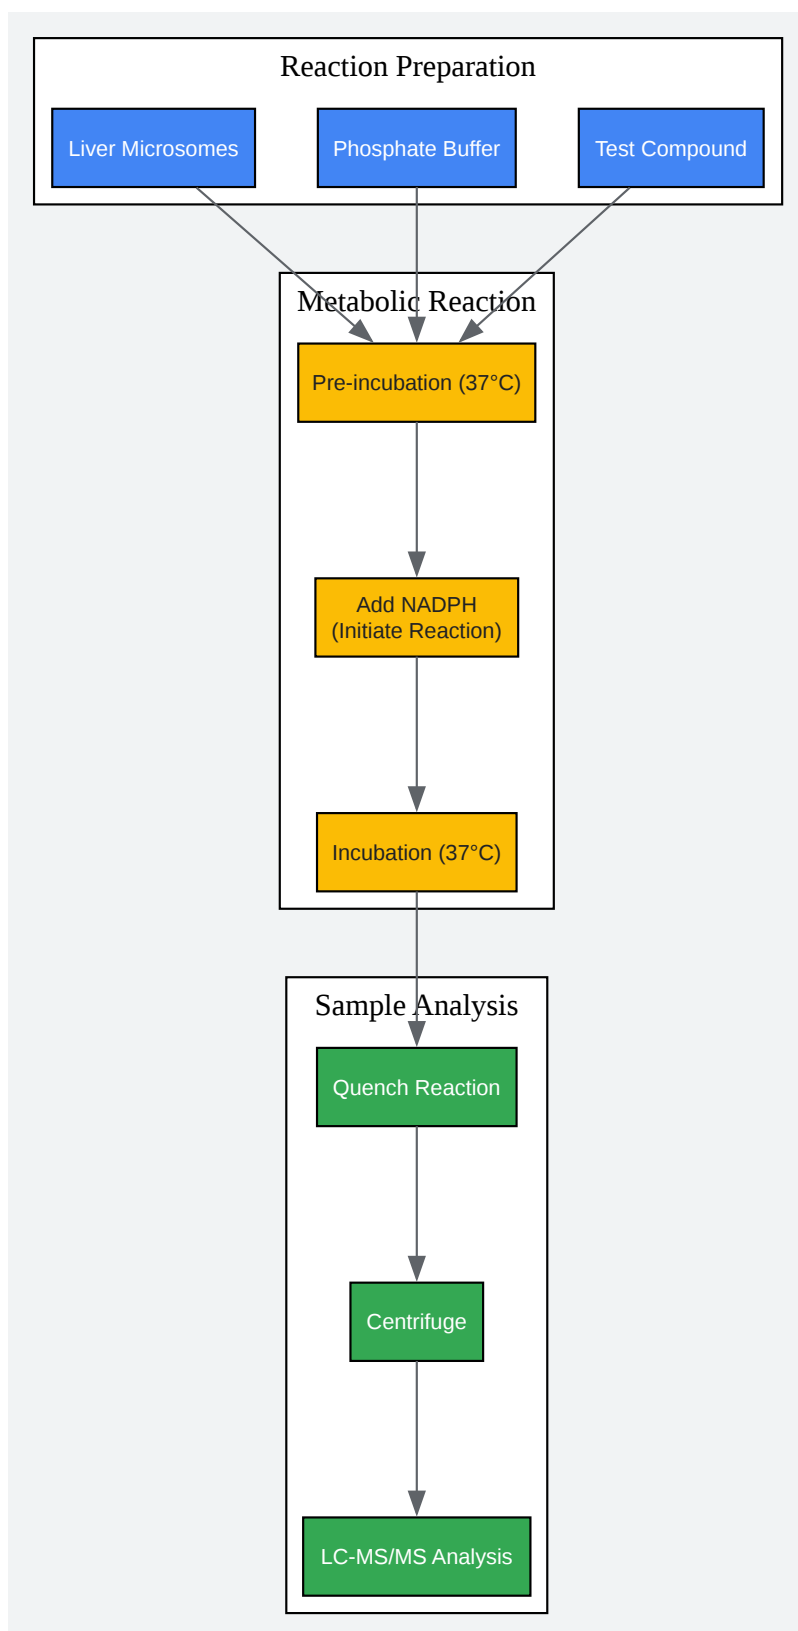 Reaction Preparation
Liver Microsomes
Phosphate Buffer
Test Compound
Metabolic Reaction
Pre-incubation (37°C)
Add NADPH
(Initiate Reaction)
Incubation (37°C)
Sample Analysis
Quench Reaction
Centrifuge
LC-MS/MS Analysis